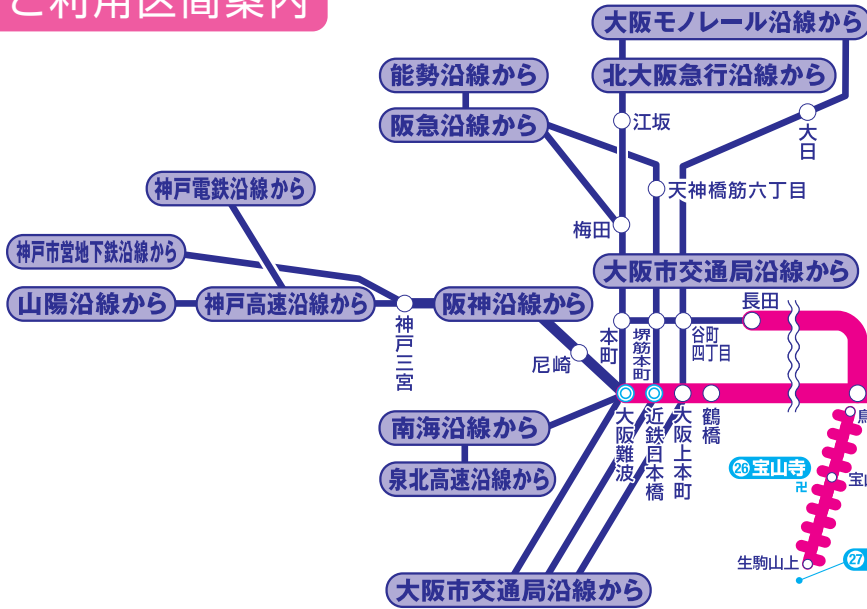 ご利用区間案内
大阪モノレール沿線から
能勢沿線から
北大阪急行沿線から
阪急沿線から
江坂
大日
神戸電鉄沿線から
天神橋筋六丁目
梅田
神戸市営地下鉄沿線から
大阪市交通局沿線から
山陽沿線から
神戸高速沿線から
阪神沿線から
長田
神戸三宮
本町
堺筋本町
谷町
四丁目
尼崎
南海沿線から
大阪難波
近鉄日本橋
大阪上本町
鶴橋
泉北高速沿線から
26 宝山寺
卍
生駒山上
27
大阪市交通局沿線から